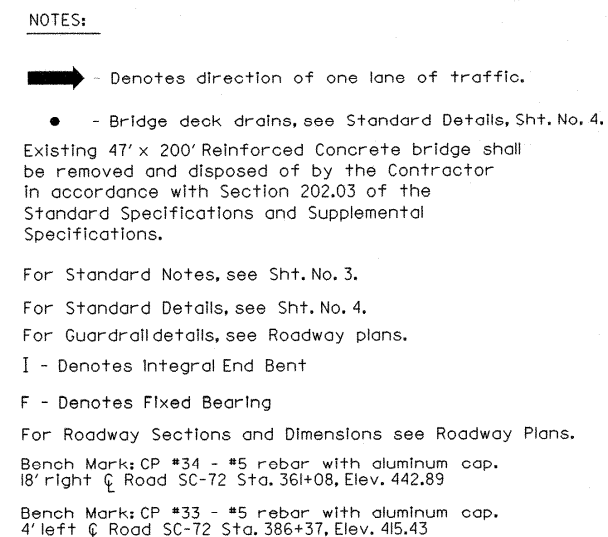 NOTES:
- Denotes direction of one lane of traffic.
- Bridge deck drains, see Standard Details, Sht. No. 4.
Existing 47' x 200' Reinforced Concrete bridge shall
be removed and disposed of by the Contractor
in accordance with Section 202.03 of the
Standard Specifications and Supplemental
Specifications.
For Standard Notes, see Sht. No. 3.
For Standard Details, see Sht. No. 4.
For Guardrail details, see Roadway plans.
I - Denotes Integral End Bent
F - Denotes Fixed Bearing
For Roadway Sections and Dimensions see Roadway Plans.
Bench Mark: CP #34 - #5 rebar with aluminum cap.
18' right ℄ Road SC-72 Sta. 361+08, Elev. 442.89
Bench Mark: CP #33 - #5 rebar with aluminum cap.
4' left ℄ Road SC-72 Sta. 386+37, Elev. 415.43